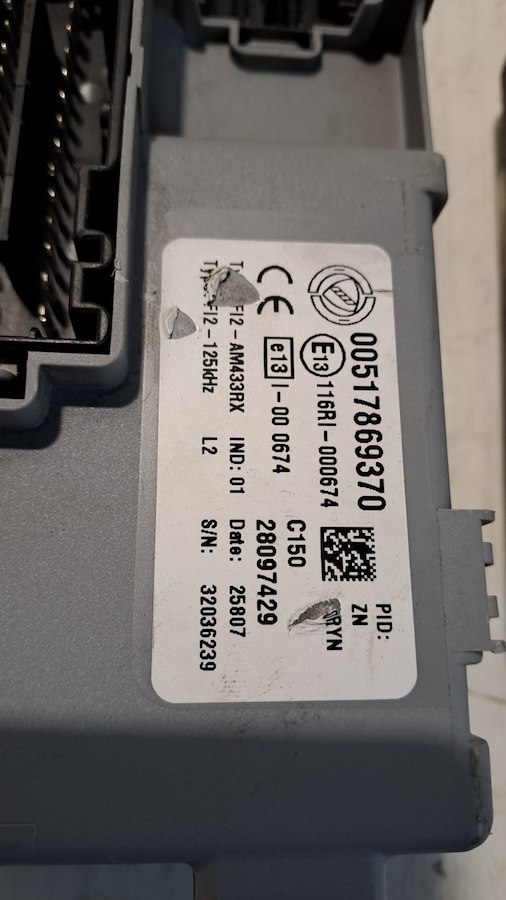 00517869370
PID:
ZN
E13 116RI-000674
CE
e13 I-00 0674
C150
28097429
FI2-AM433RX IND: 01 Date: 25807
FI2-125kHz L2 S/N: 32036239